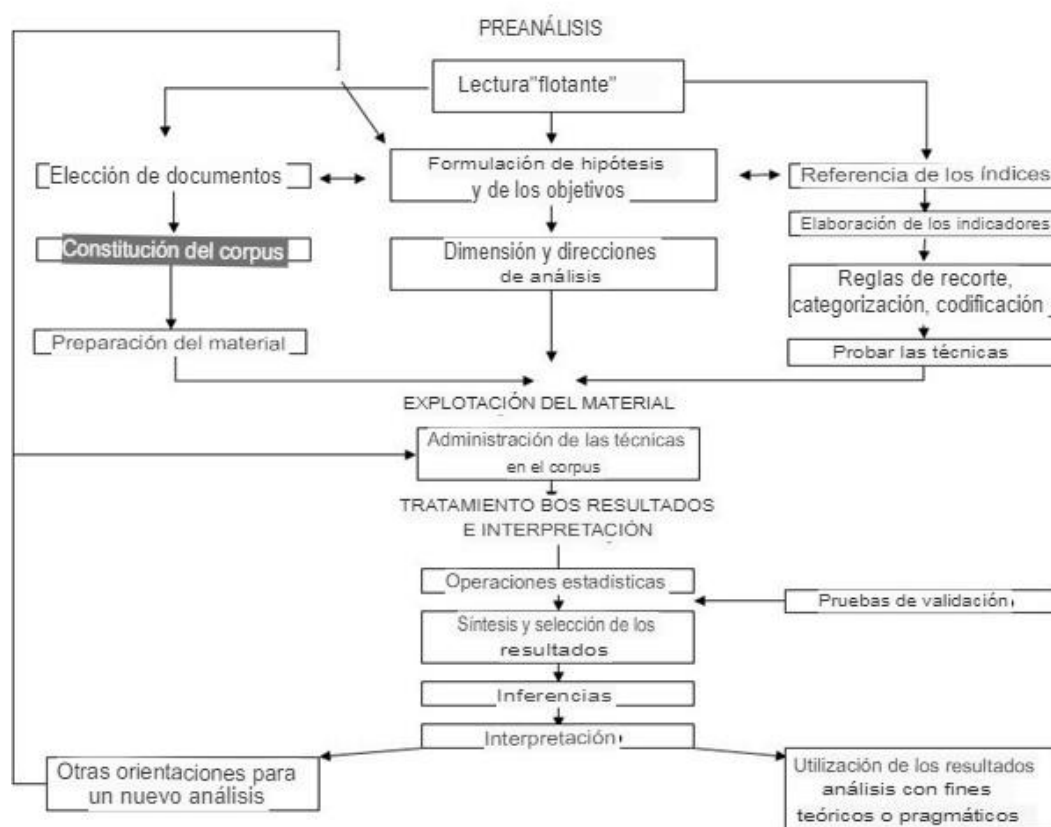 PREANÁLISIS
Lectura"flotante"
Elección de documentos
Formulación de hipótesis
y de los objetivos
Referencia de los índices
Constitución del corpus
Dimensión y direcciones
de análisis
Elaboración de los indicadores
Reglas de recorte,
categorización, codificación
Preparación del material
Probar las técnicas
EXPLOTACIÓN DEL MATERIAL
Administración de las técnicas
en el corpus
TRATAMIENTO BOS RESULTADOS
E INTERPRETACIÓN
Operaciones estadísticas
Pruebas de validación
Síntesis y selección de los
resultados
Inferencias
Interpretación
Otras orientaciones para
un nuevo análisis
Utilización de los resultados
análisis con fines
teóricos o pragmáticos